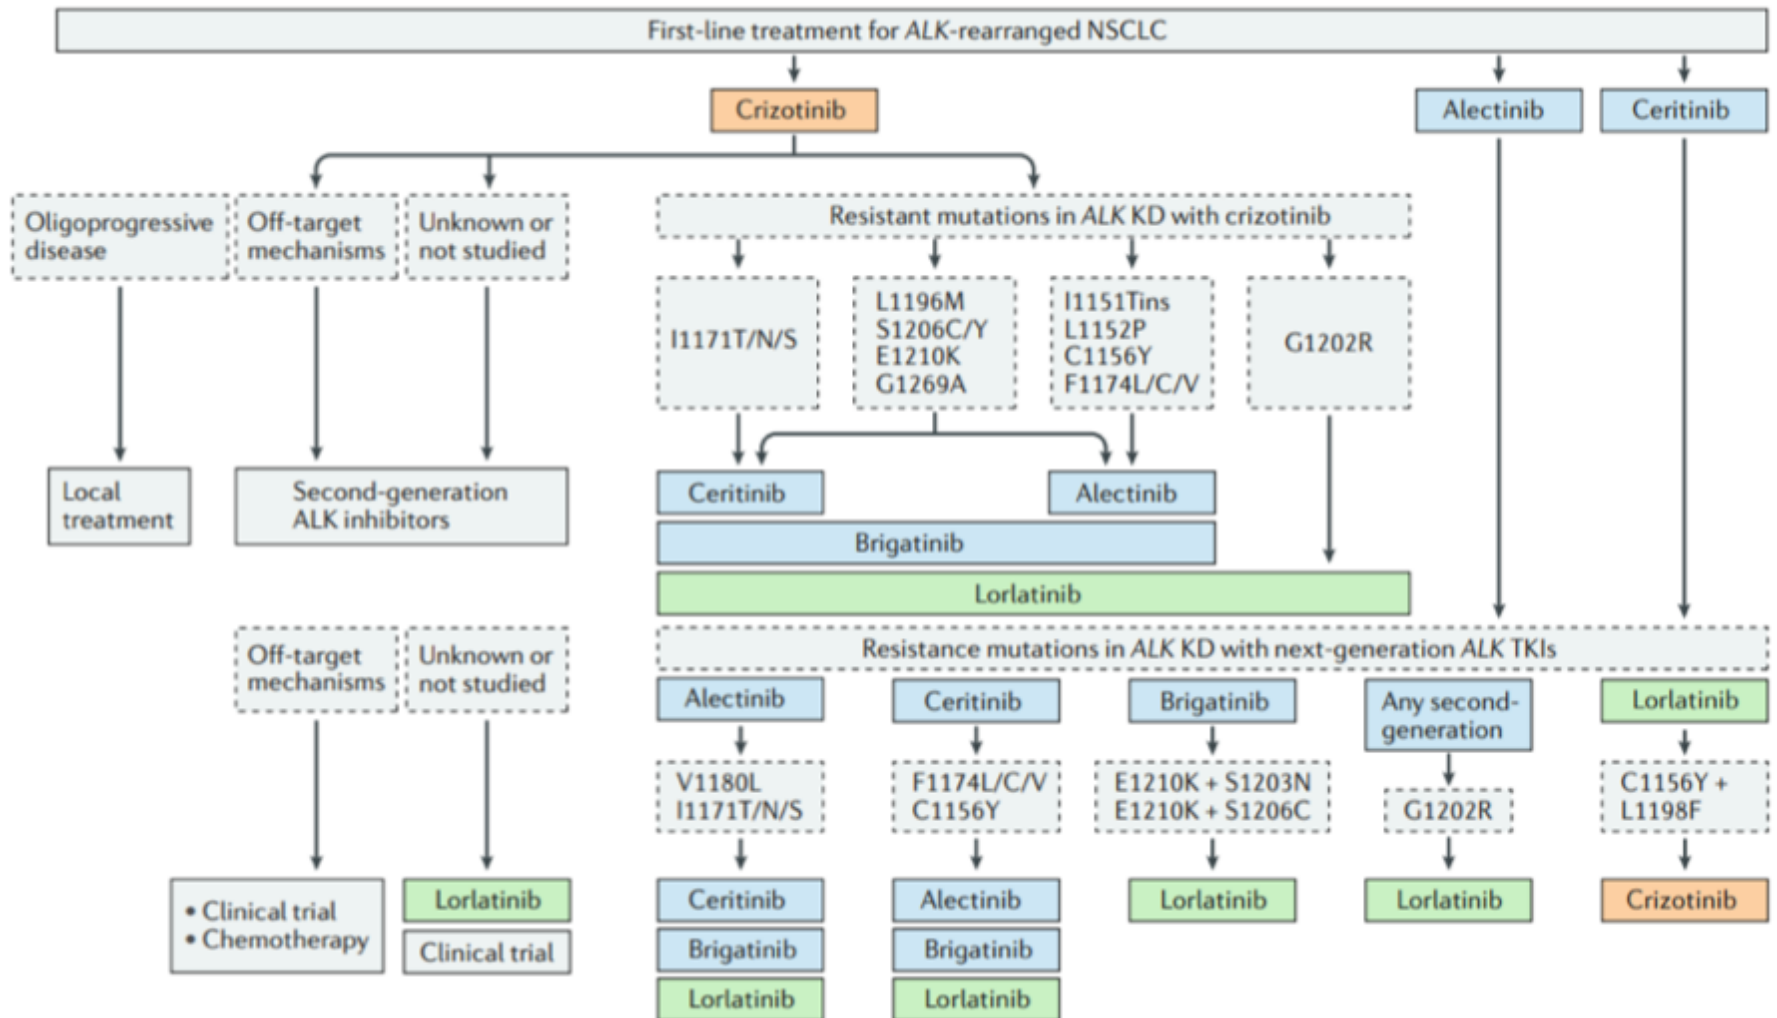 First-line treatment for ALK-rearranged NSCLC
Crizotinib
Alectinib
Ceritinib
Oligoprogressive
disease
Off-target
mechanisms
Unknown or
not studied
Resistant mutations in ALK KD with crizotinib
I1171T/N/S
L1196M
S1206C/Y
E1210K
G1269A
I1151Tins
L1152P
C1156Y
F1174L/C/V
G1202R
Local
treatment
Second-generation
ALK inhibitors
Ceritinib
Alectinib
Brigatinib
Lorlatinib
Off-target
mechanisms
Unknown or
not studied
Resistance mutations in ALK KD with next-generation ALK TKIs
Alectinib
Ceritinib
Brigatinib
Any second-
generation
Lorlatinib
V1180L
I1171T/N/S
F1174L/C/V
C1156Y
E1210K + S1203N
E1210K + S1206C
G1202R
C1156Y +
L1198F
• Clinical trial
• Chemotherapy
Lorlatinib
Clinical trial
Ceritinib
Brigatinib
Lorlatinib
Alectinib
Brigatinib
Lorlatinib
Lorlatinib
Lorlatinib
Crizotinib